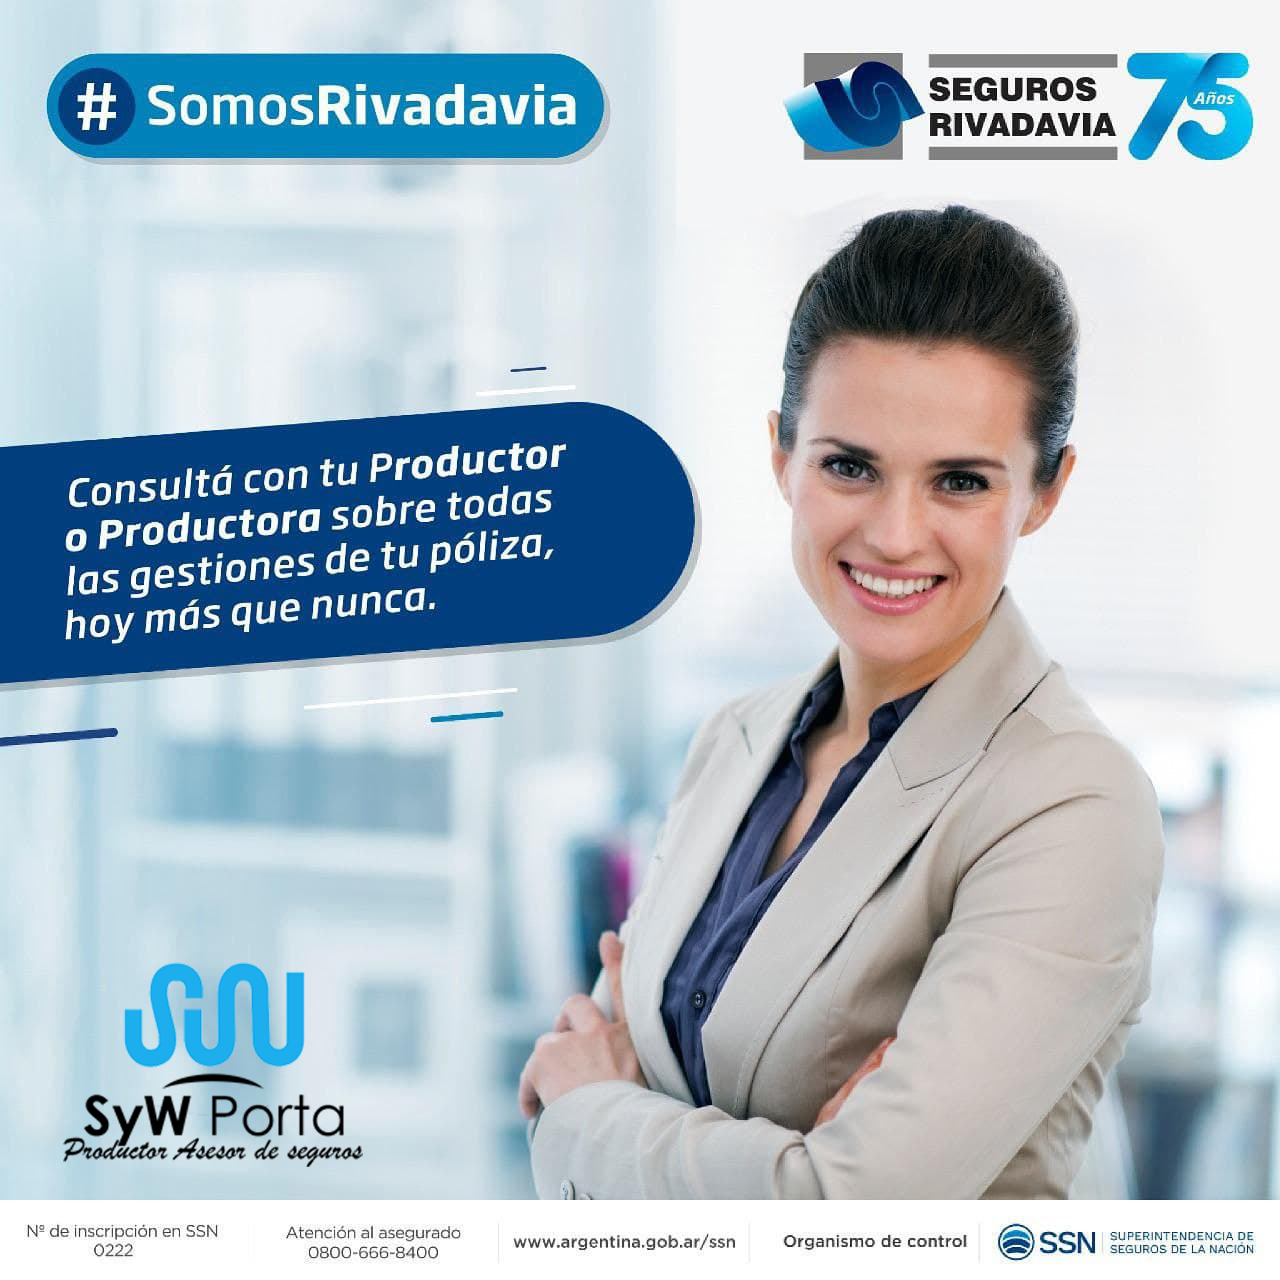 # SomosRivadavia
SEGUROS
RIVADAVIA
75
Años
Consultá con tu Productor
o Productora sobre todas
las gestiones de tu póliza,
hoy más que nunca.
SyW Porta
Productor Asesor de seguros
Nº de inscripción en SSN
0222
Atención al asegurado
0800-666-8400
www.argentina.gob.ar/ssn
Organismo de control
SSN
SUPERINTENDENCIA DE
SEGUROS DE LA NACIÓN